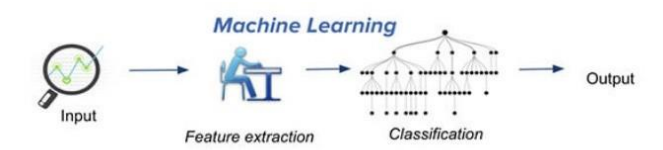 Machine Learning
Input
Feature extraction
Classification
Output